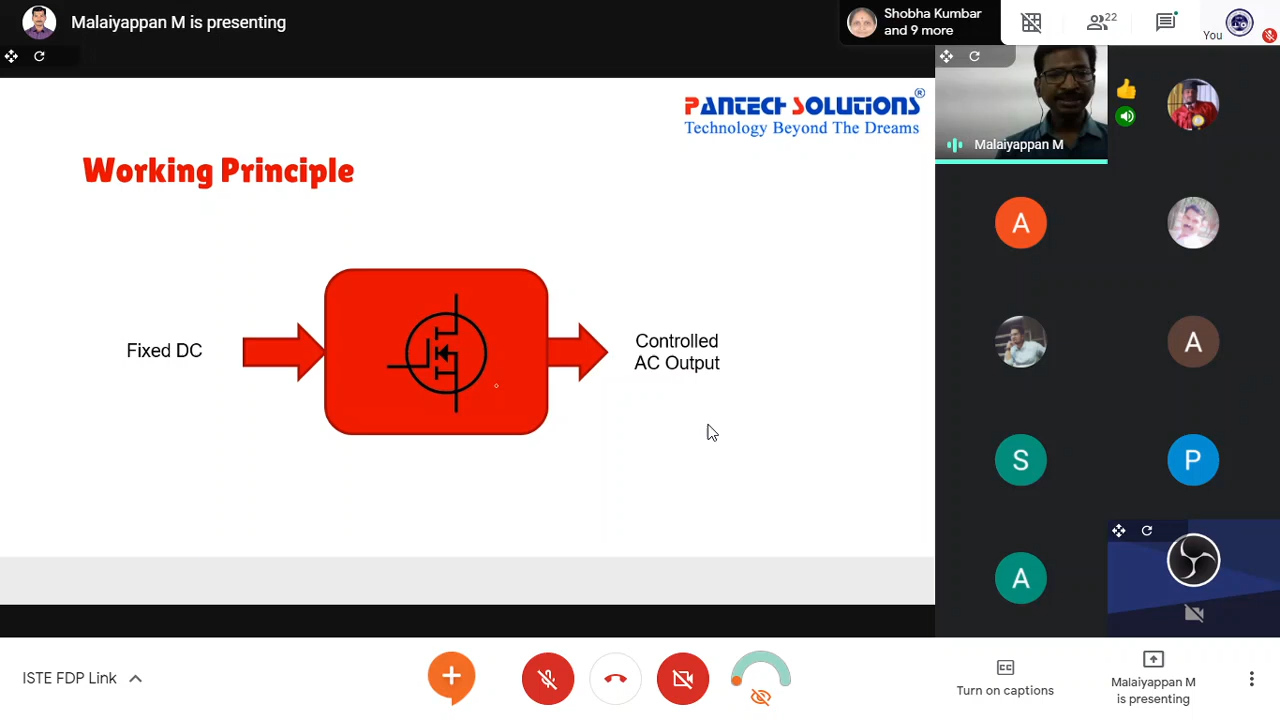 Malaiyappan M is presenting
Shobha Kumbar
and 9 more
22
You
PANTECH SOLUTIONS®
Technology Beyond The Dreams
Working Principle
Fixed DC
Controlled
AC Output
Malaiyappan M
A
A
S
P
A
ISTE FDP Link
Turn on captions
Malaiyappan M
is presenting